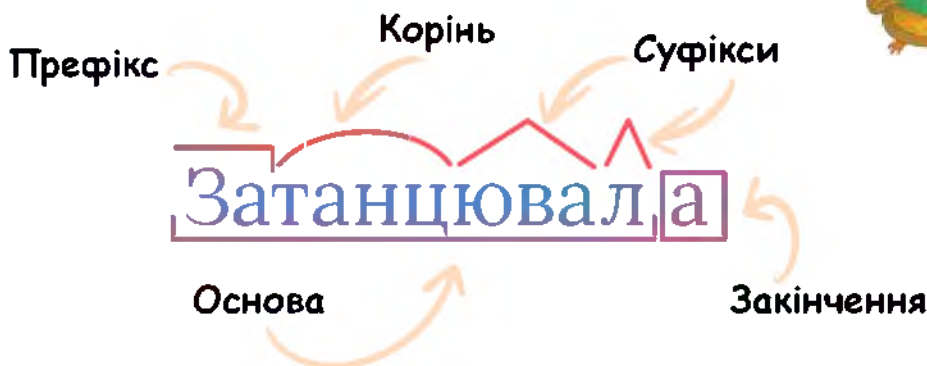 Префікс
Корінь
Суфікси
Затанцювала
Основа
Закінчення